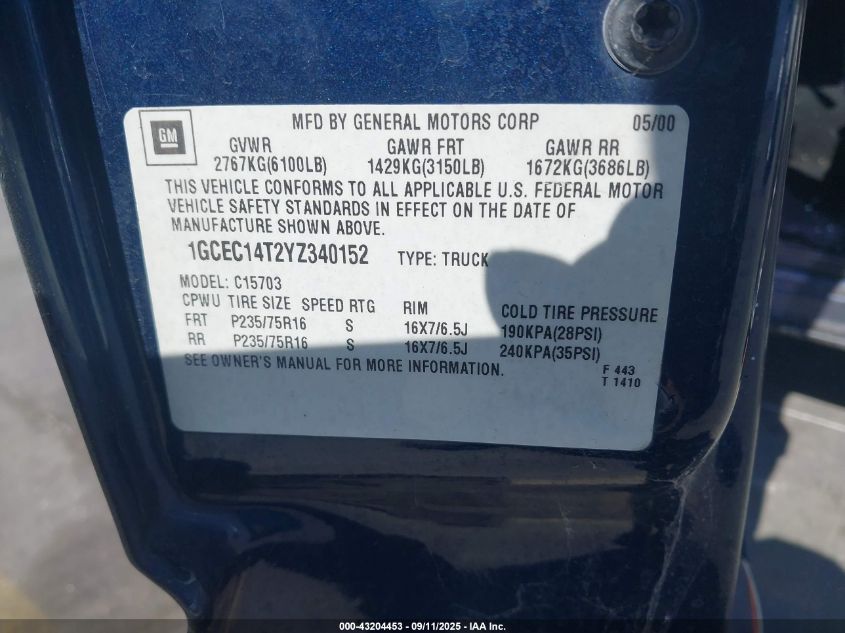 GM
MFD BY GENERAL MOTORS CORP 05/00
GVWR GAWR FRT GAWR RR
2767KG(6100LB) 1429KG(3150LB) 1672KG(3686LB)
THIS VEHICLE CONFORMS TO ALL APPLICABLE U.S. FEDERAL MOTOR
VEHICLE SAFETY STANDARDS IN EFFECT ON THE DATE OF
MANUFACTURE SHOWN ABOVE.
1GCEC14T2YZ340152 TYPE: TRUCK
MODEL: C15703
CPWU TIRE SIZE SPEED RTG RIM COLD TIRE PRESSURE
FRT P235/75R16 S 16X7/6.5J 190KPA(28PSI)
RR P235/75R16 S 16X7/6.5J 240KPA(35PSI)
SEE OWNER'S MANUAL FOR MORE INFORMATION.
F 443
T 1410
000-43204453 - 09/11/2025 - IAA Inc.